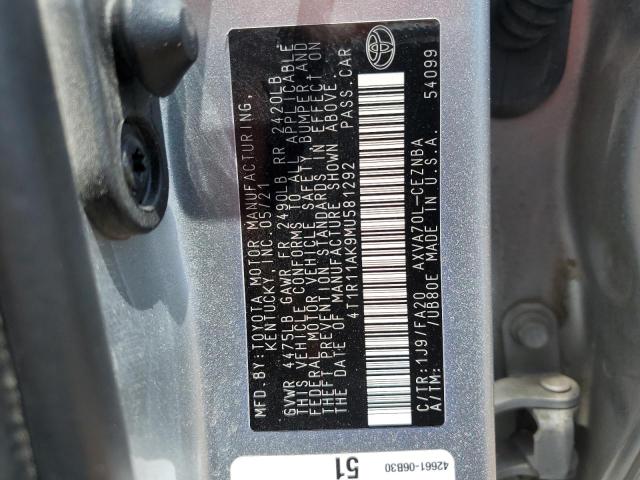 MFD.BY:TOYOTA MOTOR MANUFACTURING,
KENTUCKY, INC.05/21
GVWR 4475LB GAWR FR 2490LB RR 2420LB
THIS VEHICLE CONFORMS TO ALL APPLICABLE
FEDERAL MOTOR VEHICLE SAFETY, BUMPER AND
THEFT PREVENTION STANDARDS IN EFFECT ON
THE DATE OF MANUFACTURE SHOWN ABOVE.
4T1R11AK9MU581292 PASS.CAR
C/TR:1J9/FA20 AXVA70L-CEZNBA
A/TM: /UB80E MADE IN U.S.A. 54099
42661-06B30
51